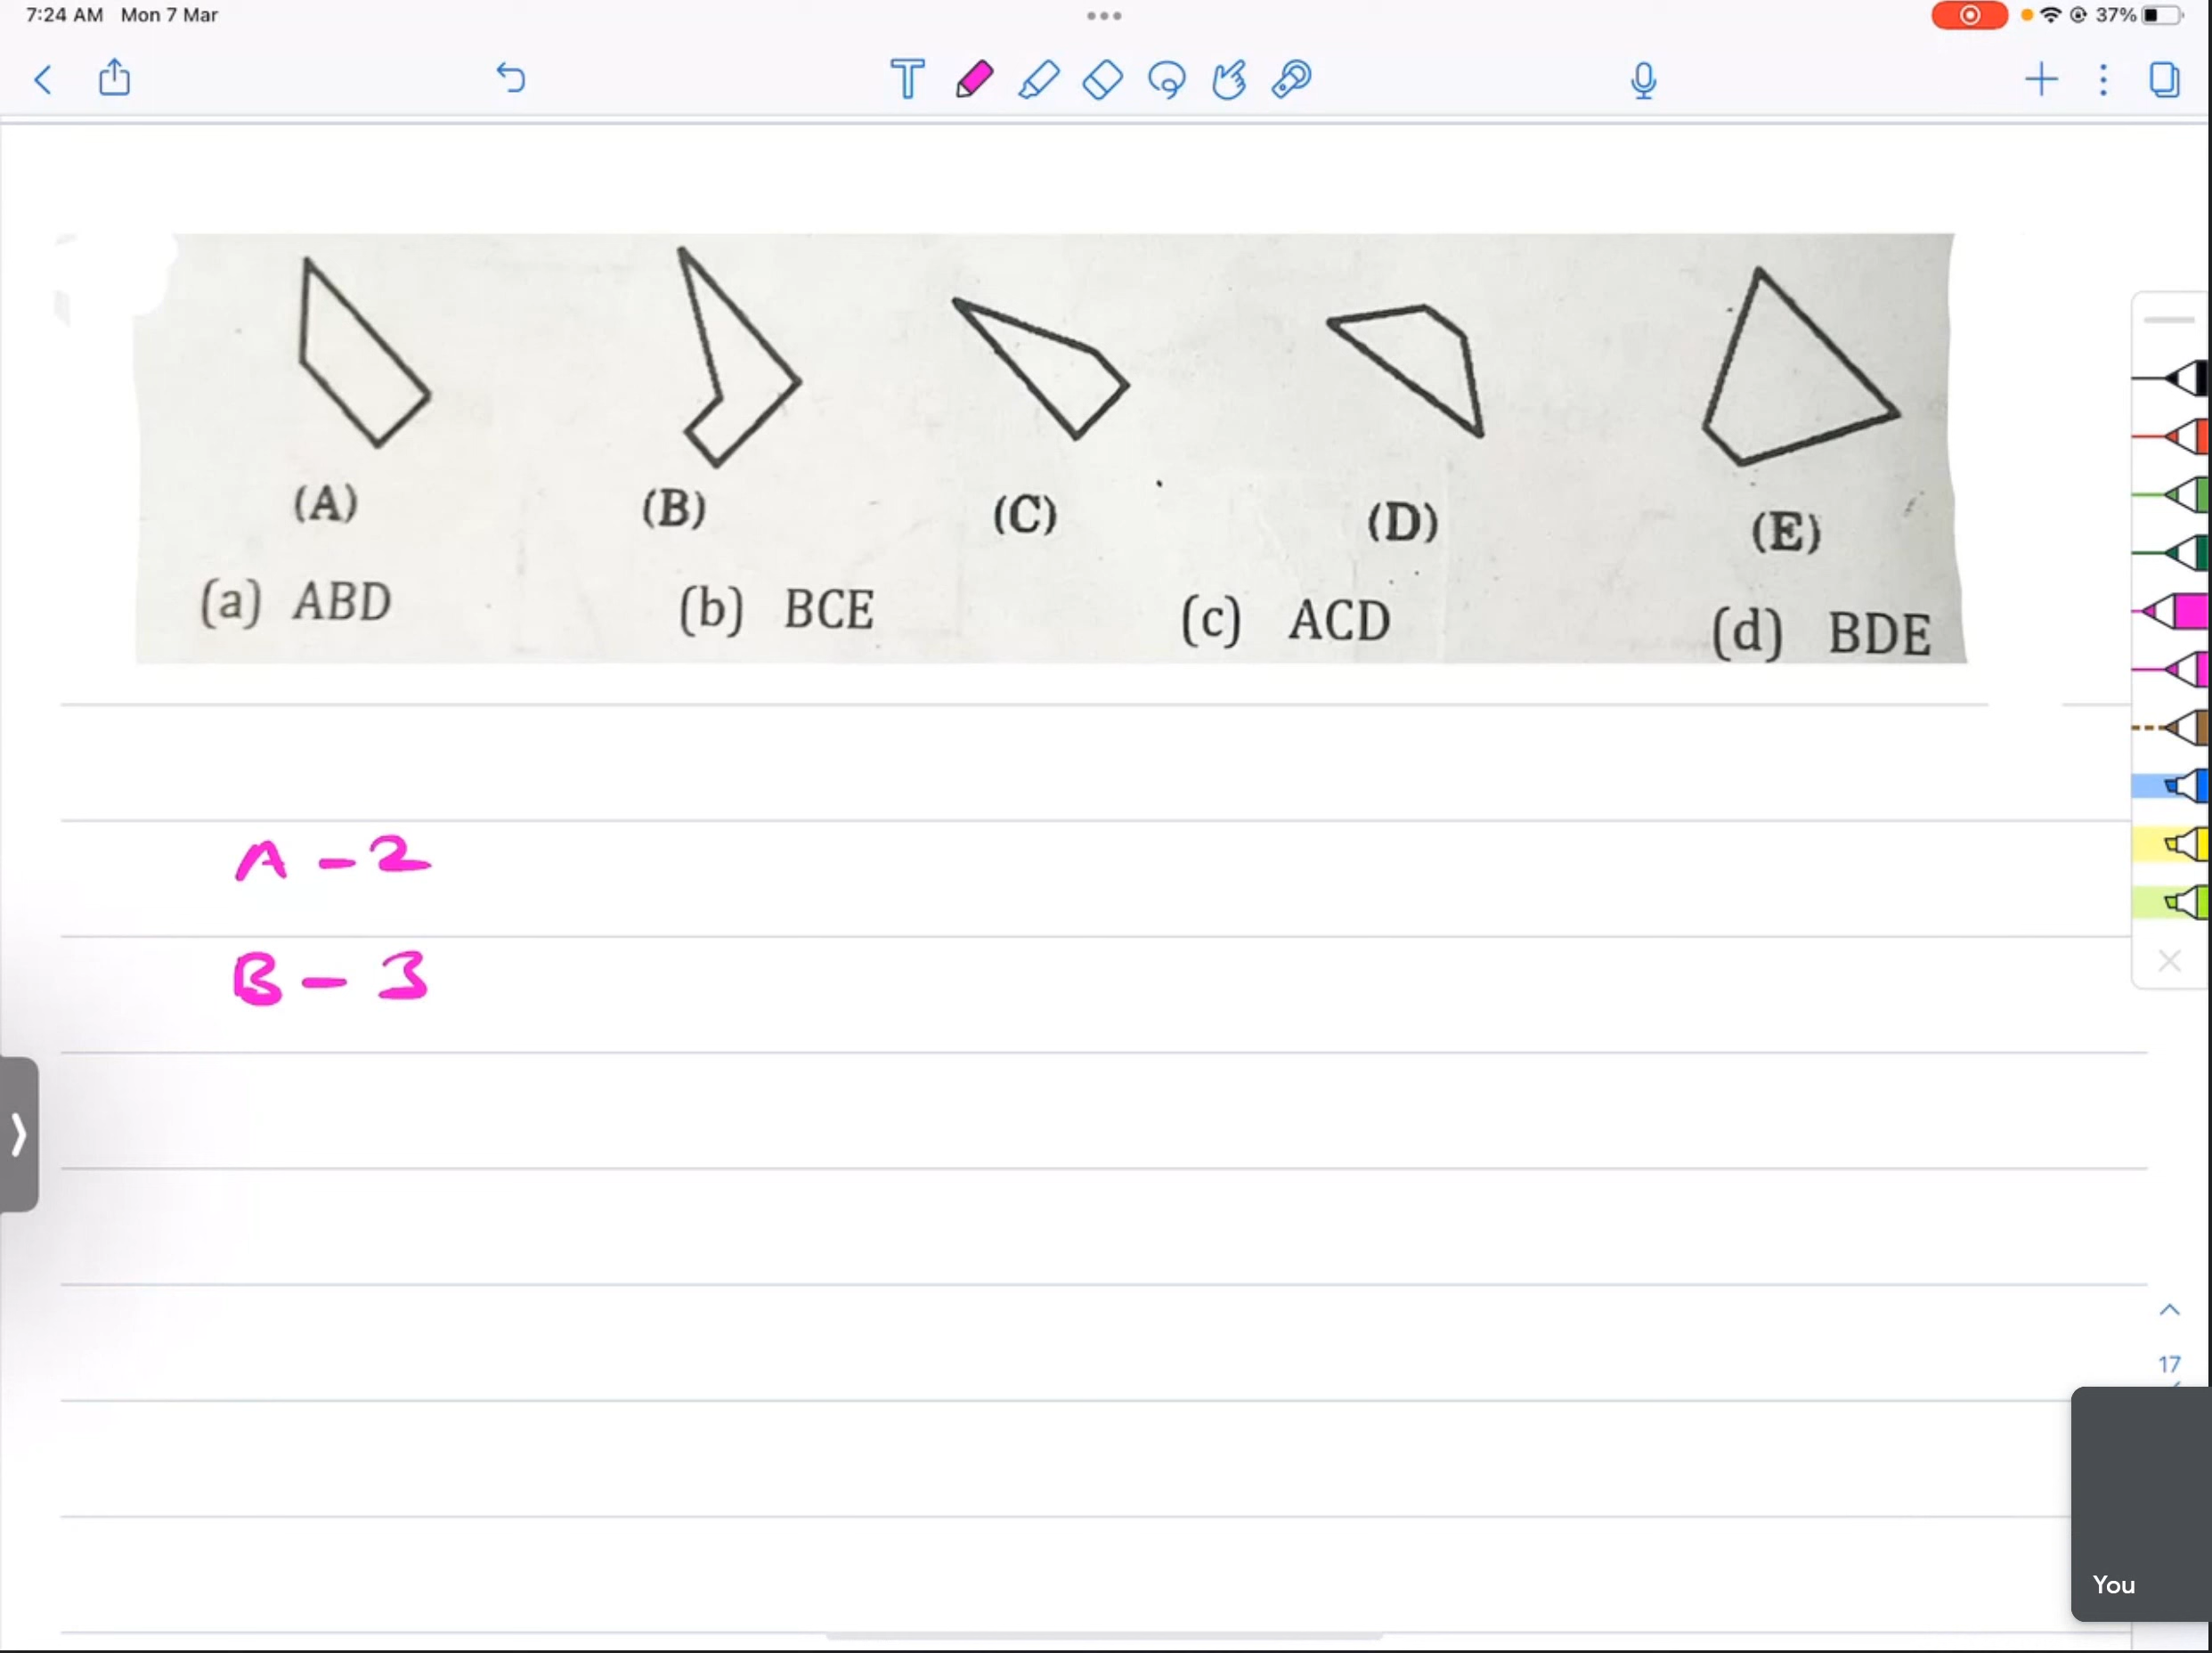 7:24 AM Mon 7 Mar 37%
T
(A) (B) (C) (D) (E)
(a) ABD (b) BCE (c) ACD (d) BDE
A - 2
B - 3
17
You